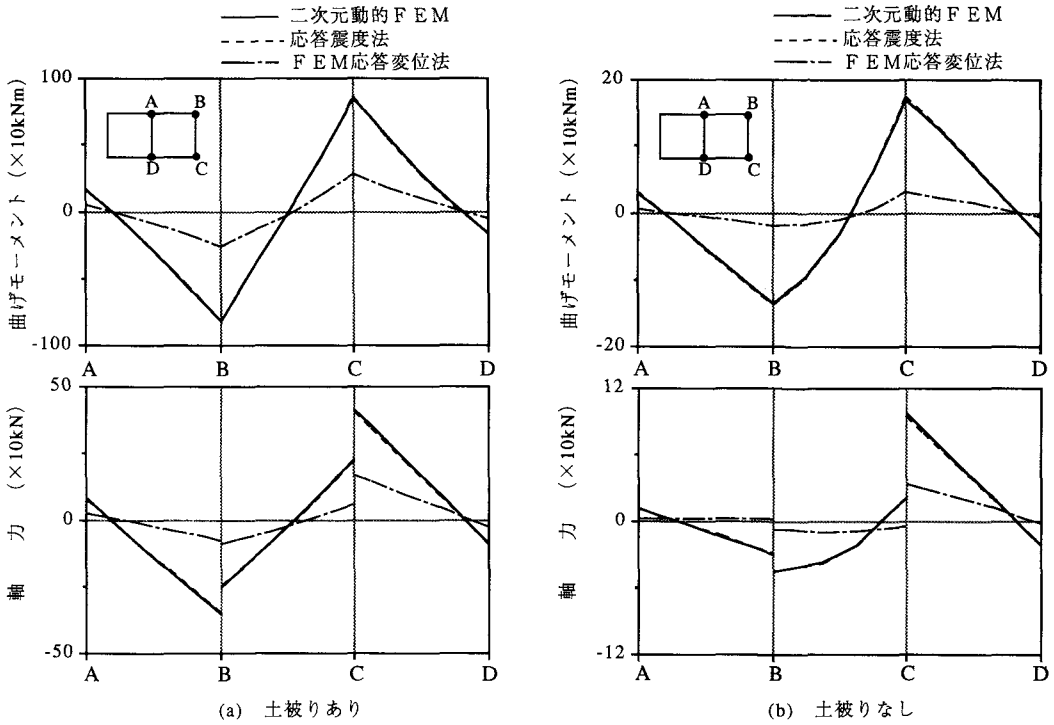 二次元動的ＦＥＭ
応答震度法
ＦＥＭ応答変位法
曲げモーメント（×10kNm）
100
0
-100
A B
D C
A B C D
軸 力 （×10kN）
50
0
-50
A B C D
(a) 土被りあり
二次元動的ＦＥＭ
応答震度法
ＦＥＭ応答変位法
曲げモーメント（×10kNm）
20
0
-20
A B
D C
A B C D
軸 力 （×10kN）
12
0
-12
A B C D
(b) 土被りなし